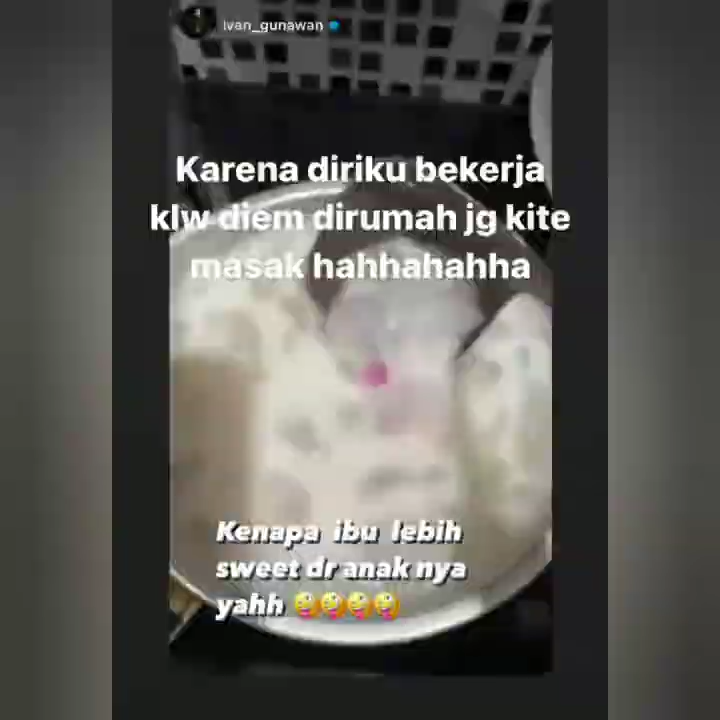 ivan_gunawan
Karena diriku bekerja
klw diem dirumah jg kite
masak hahhahahha
Kenapa ibu lebih
sweet dr anak nya
yahh 🤪🤪🤪🤪